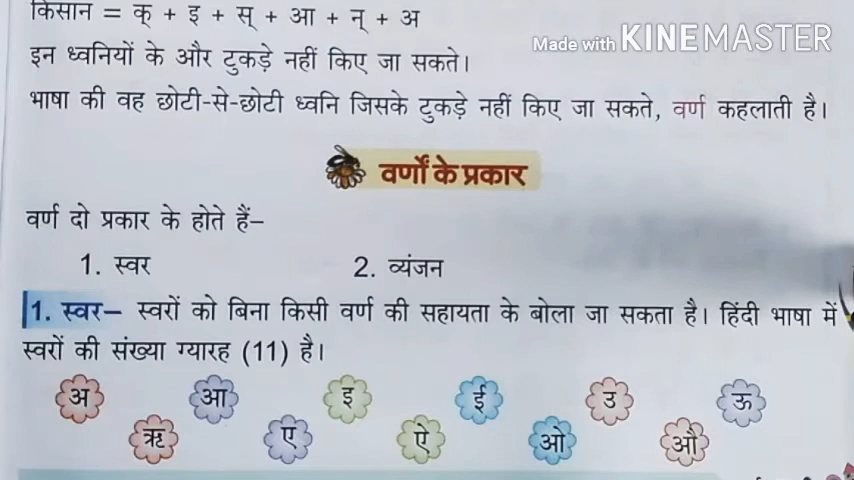 किसान = क् + इ + स् + आ + न् + अ
Made with KINEMASTER
इन ध्वनियों के और टुकड़े नहीं किए जा सकते।
भाषा की वह छोटी-से-छोटी ध्वनि जिसके टुकड़े नहीं किए जा सकते, वर्ण कहलाती है।
वर्णों के प्रकार
वर्ण दो प्रकार के होते हैं–
1. स्वर 2. व्यंजन
1. स्वर– स्वरों को बिना किसी वर्ण की सहायता के बोला जा सकता है। हिंदी भाषा में
स्वरों की संख्या ग्यारह (11) है।
अ आ इ ई उ ऊ
ऋ ए ऐ ओ औ